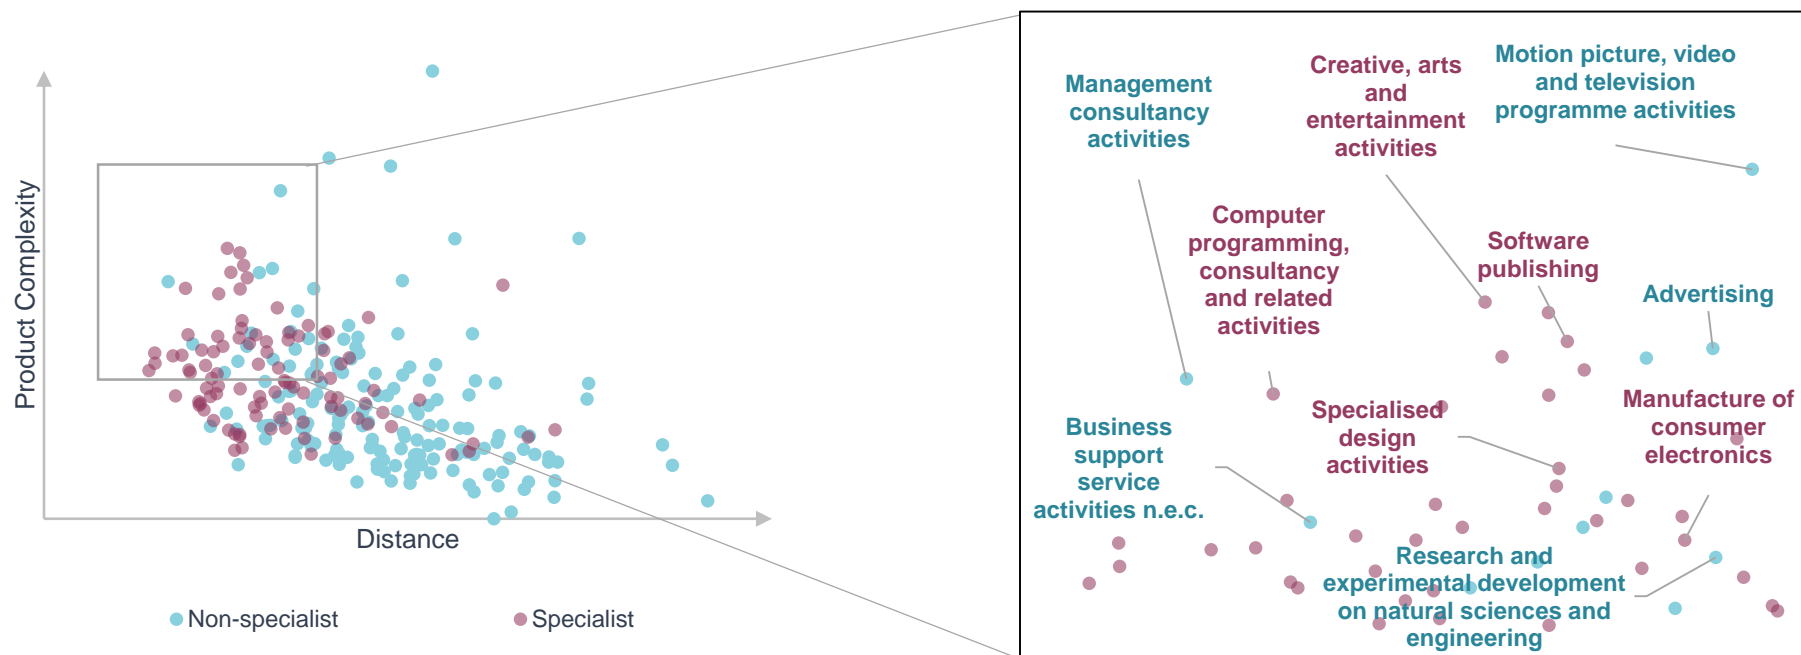 Product Complexity
Distance
Non-specialist
Specialist
Management
consultancy
activities
Creative, arts
and
entertainment
activities
Motion picture, video
and television
programme activities
Computer
programming,
consultancy
and related
activities
Software
publishing
Advertising
Business
support
service
activities n.e.c.
Specialised
design
activities
Manufacture of
consumer
electronics
Research and
experimental development
on natural sciences and
engineering